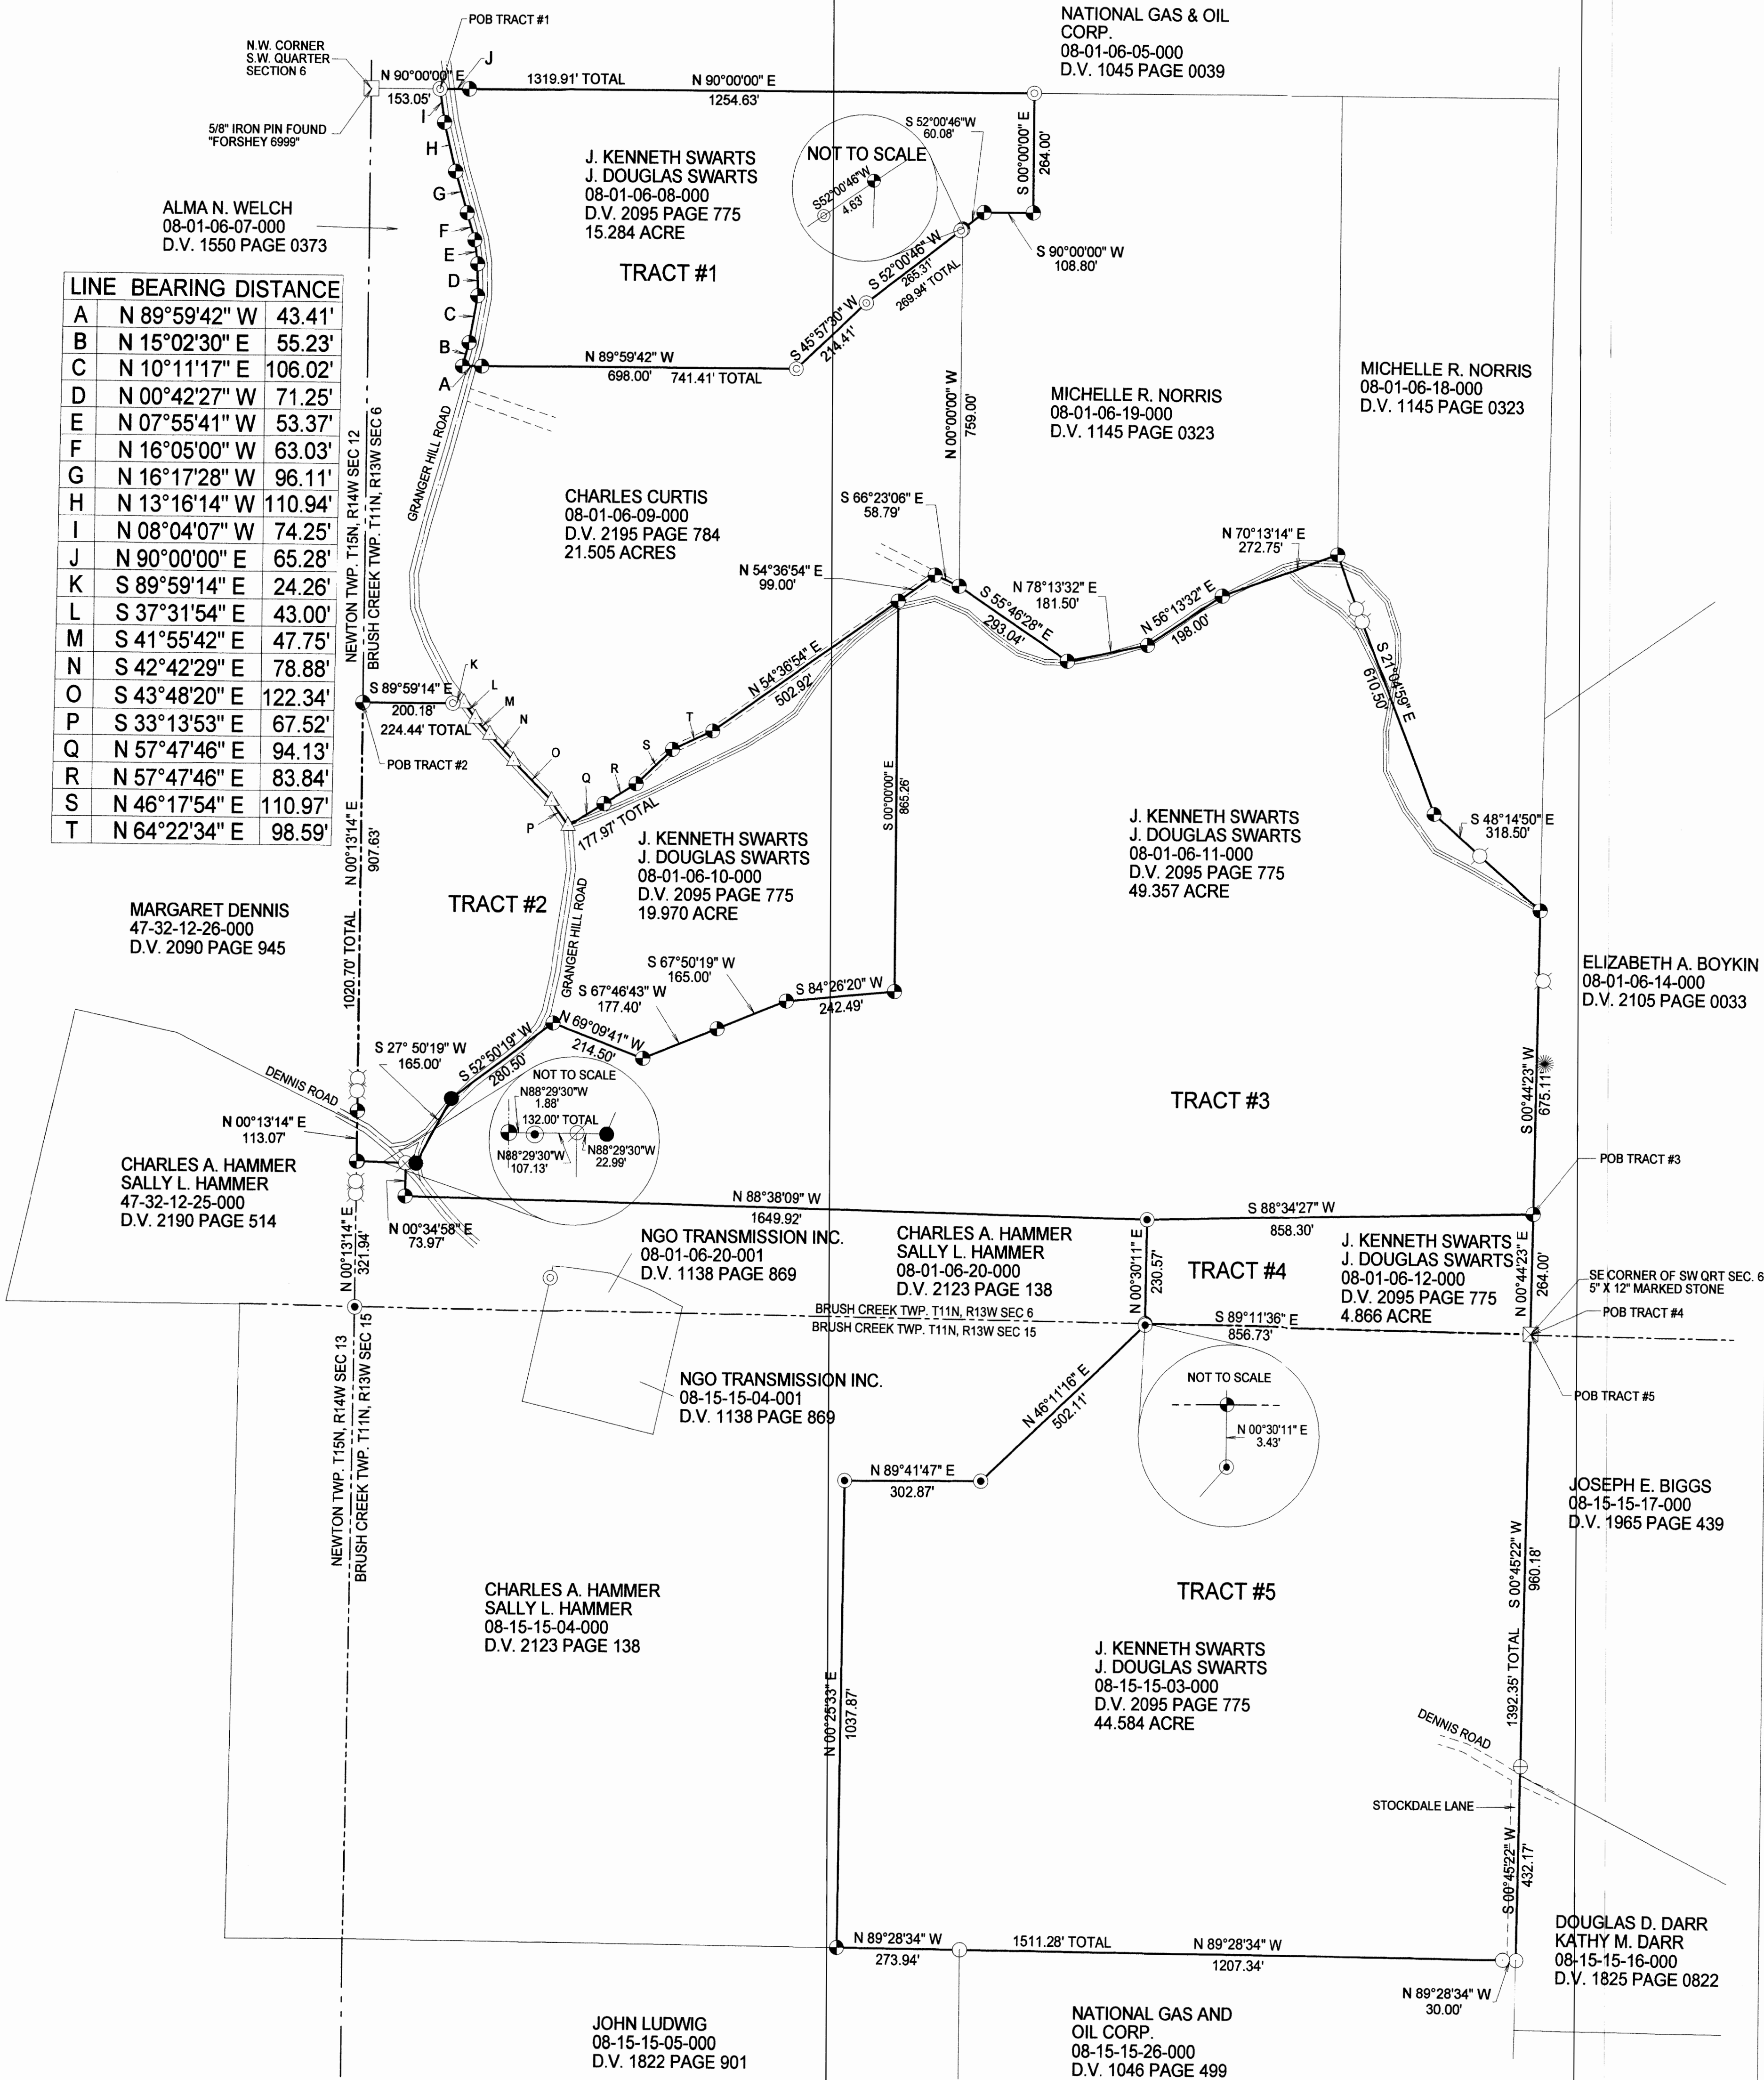 POB TRACT #1
NATIONAL GAS & OIL
CORP.
08-01-06-05-000
D.V. 1045 PAGE 0039
N.W. CORNER
S.W. QUARTER
SECTION 6
J
N 90°00'00" E
153.05'
1319.91' TOTAL
N 90°00'00" E
1254.63'
5/8" IRON PIN FOUND
"FORSHEY 6999"
I
H
G
F
E
D
C
B
A
S 52°00'46"W
60.08'
S 00°00'00" E
264.00'
J. KENNETH SWARTS
J. DOUGLAS SWARTS
08-01-06-08-000
D.V. 2095 PAGE 775
15.284 ACRE
NOT TO SCALE
S52°00'46"W
4.63'
ALMA N. WELCH
08-01-06-07-000
D.V. 1550 PAGE 0373
TRACT #1
S 52°00'46" W
265.31'
269.94' TOTAL
S 90°00'00" W
108.80'
LINE BEARING DISTANCE
A N 89°59'42" W 43.41'
B N 15°02'30" E 55.23'
C N 10°11'17" E 106.02'
D N 00°42'27" W 71.25'
E N 07°55'41" W 53.37'
F N 16°05'00" W 63.03'
G N 16°17'28" W 96.11'
H N 13°16'14" W 110.94'
I N 08°04'07" W 74.25'
J N 90°00'00" E 65.28'
K S 89°59'14" E 24.26'
L S 37°31'54" E 43.00'
M S 41°55'42" E 47.75'
N S 42°42'29" E 78.88'
O S 43°48'20" E 122.34'
P S 33°13'53" E 67.52'
Q N 57°47'46" E 94.13'
R N 57°47'46" E 83.84'
S N 46°17'54" E 110.97'
T N 64°22'34" E 98.59'
S 45°57'30" W
214.41'
N 89°59'42" W
698.00'
741.41' TOTAL
N 00°00'00" W
759.00'
MICHELLE R. NORRIS
08-01-06-19-000
D.V. 1145 PAGE 0323
MICHELLE R. NORRIS
08-01-06-18-000
D.V. 1145 PAGE 0323
GRANGER HILL ROAD
NEWTON TWP. T15N, R14W SEC 12
BRUSH CREEK TWP. T11N, R13W SEC 6
CHARLES CURTIS
08-01-06-09-000
D.V. 2195 PAGE 784
21.505 ACRES
S 66°23'06" E
58.79'
N 54°36'54" E
99.00'
N 70°13'14" E
272.75'
S 55°46'28" E
293.04'
N 78°13'32" E
181.50'
N 56°13'32" E
198.00'
S 21°04'59" E
610.50'
N 54°36'54" E
502.92'
K
L
M
N
O
P
Q
R
S
T
S 89°59'14" E
200.18'
224.44' TOTAL
POB TRACT #2
177.97' TOTAL
S 00°00'00" E
865.26'
N 00°13'14" E
907.63'
1020.70' TOTAL
S 48°14'50" E
318.50'
J. KENNETH SWARTS
J. DOUGLAS SWARTS
08-01-06-10-000
D.V. 2095 PAGE 775
19.970 ACRE
J. KENNETH SWARTS
J. DOUGLAS SWARTS
08-01-06-11-000
D.V. 2095 PAGE 775
49.357 ACRE
TRACT #2
MARGARET DENNIS
47-32-12-26-000
D.V. 2090 PAGE 945
GRANGER HILL ROAD
S 67°50'19" W
165.00'
S 67°46'43" W
177.40'
S 84°26'20" W
242.49'
N 69°09'41" W
214.50'
S 52°50'19" W
280.50'
S 27° 50'19" W
165.00'
ELIZABETH A. BOYKIN
08-01-06-14-000
D.V. 2105 PAGE 0033
S 00°44'23" W
675.11'
TRACT #3
DENNIS ROAD
NOT TO SCALE
N88°29'30"W
1.88'
132.00' TOTAL
N88°29'30"W
107.13'
N88°29'30"W
22.99'
N 00°13'14" E
113.07'
CHARLES A. HAMMER
SALLY L. HAMMER
47-32-12-25-000
D.V. 2190 PAGE 514
POB TRACT #3
N 00°34'58" E
73.97'
N 88°38'09" W
1649.92'
S 88°34'27" W
858.30'
N 00°13'14" E
321.94'
NGO TRANSMISSION INC.
08-01-06-20-001
D.V. 1138 PAGE 869
CHARLES A. HAMMER
SALLY L. HAMMER
08-01-06-20-000
D.V. 2123 PAGE 138
N 00°30'11" E
230.57'
TRACT #4
J. KENNETH SWARTS
J. DOUGLAS SWARTS
08-01-06-12-000
D.V. 2095 PAGE 775
4.866 ACRE
N 00°44'23" E
264.00'
SE CORNER OF SW QRT SEC. 6
5" X 12" MARKED STONE
POB TRACT #4
BRUSH CREEK TWP. T11N, R13W SEC 6
BRUSH CREEK TWP. T11N, R13W SEC 15
S 89°11'36" E
856.73'
POB TRACT #5
NEWTON TWP. T15N, R14W SEC 13
BRUSH CREEK TWP. T11N, R13W SEC 15
NGO TRANSMISSION INC.
08-15-15-04-001
D.V. 1138 PAGE 869
N 46°11'16" E
502.11'
NOT TO SCALE
N 00°30'11" E
3.43'
N 89°41'47" E
302.87'
JOSEPH E. BIGGS
08-15-15-17-000
D.V. 1965 PAGE 439
S 00°45'22" W
960.18'
1392.35' TOTAL
CHARLES A. HAMMER
SALLY L. HAMMER
08-15-15-04-000
D.V. 2123 PAGE 138
TRACT #5
J. KENNETH SWARTS
J. DOUGLAS SWARTS
08-15-15-03-000
D.V. 2095 PAGE 775
44.584 ACRE
N 00°25'33" E
1037.87'
DENNIS ROAD
STOCKDALE LANE
S 00°45'22" W
432.17'
N 89°28'34" W
273.94'
1511.28' TOTAL
N 89°28'34" W
1207.34'
DOUGLAS D. DARR
KATHY M. DARR
08-15-15-16-000
D.V. 1825 PAGE 0822
N 89°28'34" W
30.00'
JOHN LUDWIG
08-15-15-05-000
D.V. 1822 PAGE 901
NATIONAL GAS AND
OIL CORP.
08-15-15-26-000
D.V. 1046 PAGE 499